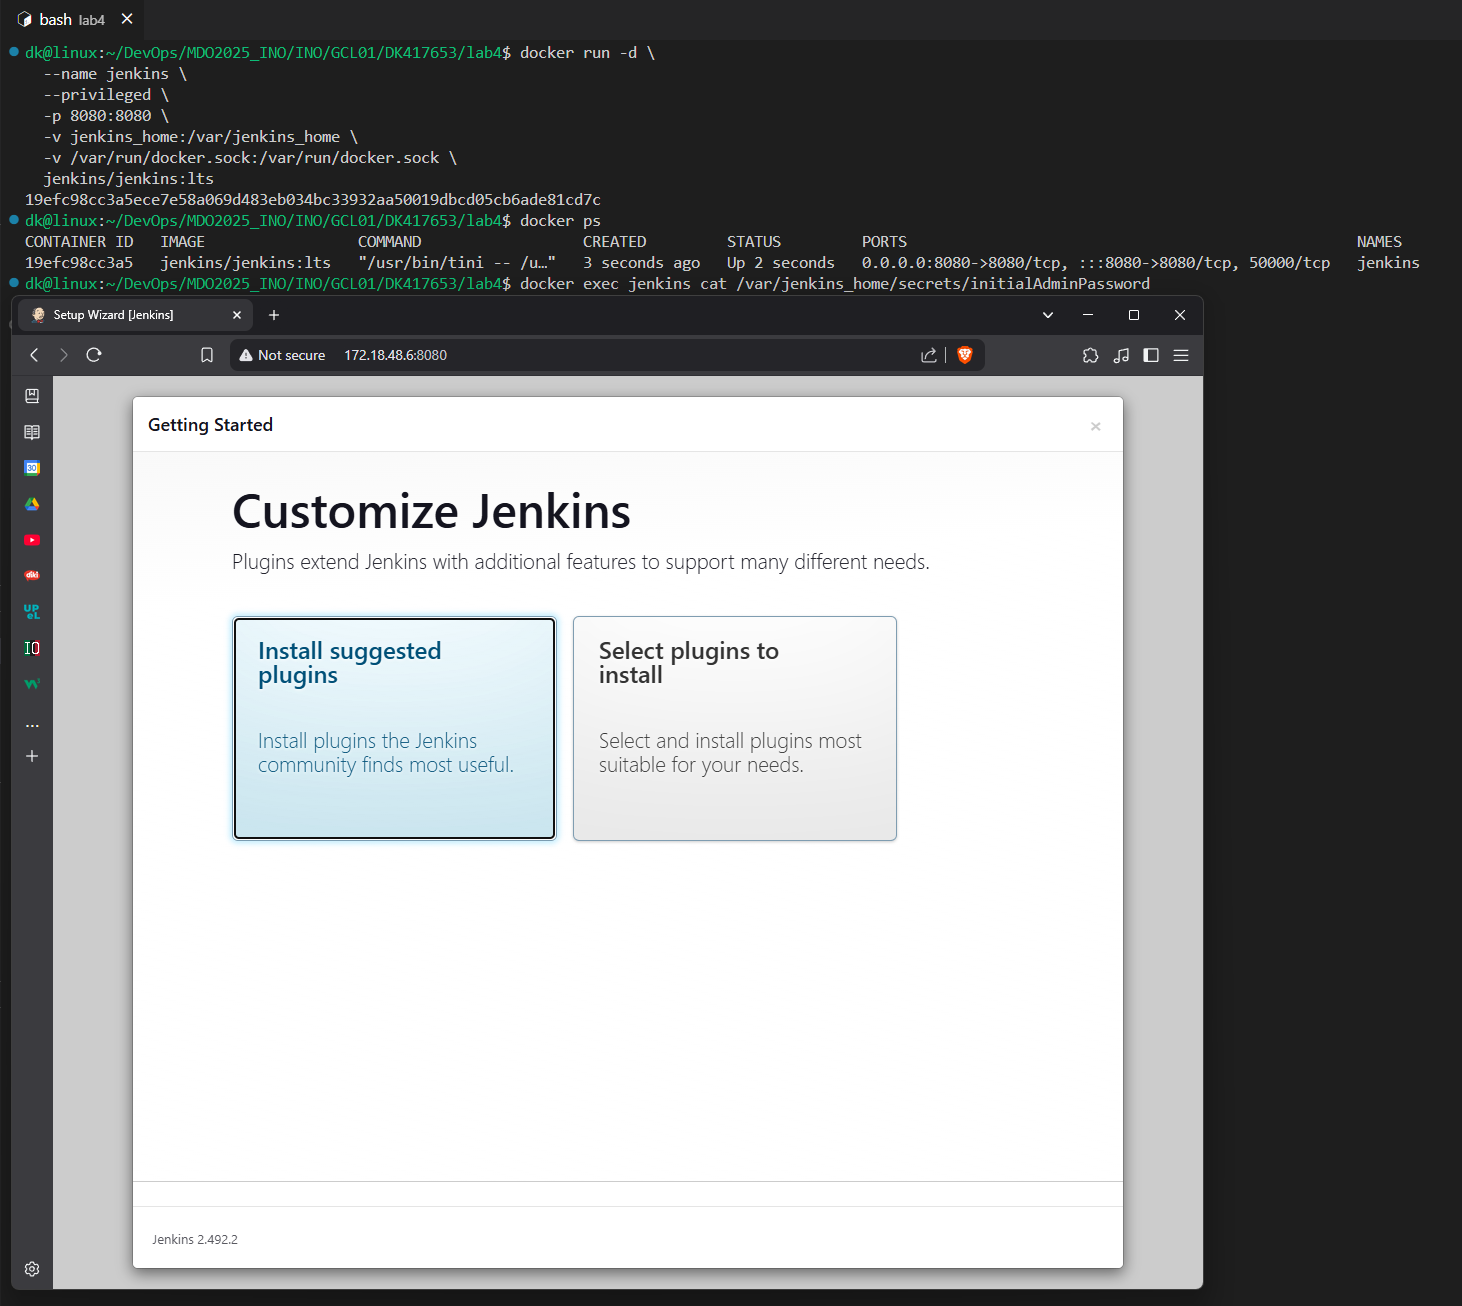 bash lab4
dk@linux:~/DevOps/MDO2025_INO/INO/GCL01/DK417653/lab4$ docker run -d \
--name jenkins \
--privileged \
-p 8080:8080 \
-v jenkins_home:/var/jenkins_home \
-v /var/run/docker.sock:/var/run/docker.sock \
jenkins/jenkins:lts
19efc98cc3a5ece7e58a069d483eb034bc33932aa50019dbcd05cb6ade81cd7c
dk@linux:~/DevOps/MDO2025_INO/INO/GCL01/DK417653/lab4$ docker ps
CONTAINER ID IMAGE COMMAND CREATED STATUS PORTS NAMES
19efc98cc3a5 jenkins/jenkins:lts "/usr/bin/tini -- /u…" 3 seconds ago Up 2 seconds 0.0.0.0:8080->8080/tcp, :::8080->8080/tcp, 50000/tcp jenkins
dk@linux:~/DevOps/MDO2025_INO/INO/GCL01/DK417653/lab4$ docker exec jenkins cat /var/jenkins_home/secrets/initialAdminPassword
Setup Wizard [Jenkins]
Not secure 172.18.48.6:8080
30
diki
UP
eL
IO
Getting Started
Customize Jenkins
Plugins extend Jenkins with additional features to support many different needs.
Install suggested
plugins
Install plugins the Jenkins
community finds most useful.
Select plugins to
install
Select and install plugins most
suitable for your needs.
Jenkins 2.492.2